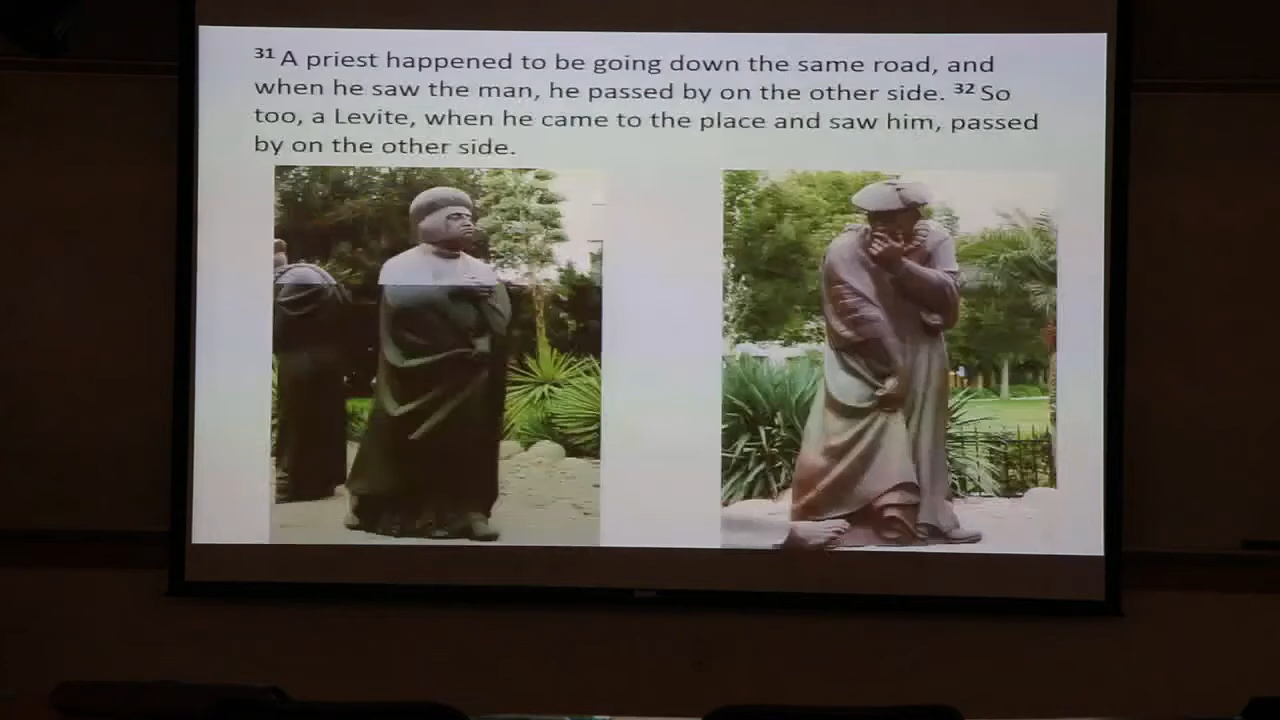 31 A priest happened to be going down the same road, and
when he saw the man, he passed by on the other side. 32 So
too, a Levite, when he came to the place and saw him, passed
by on the other side.